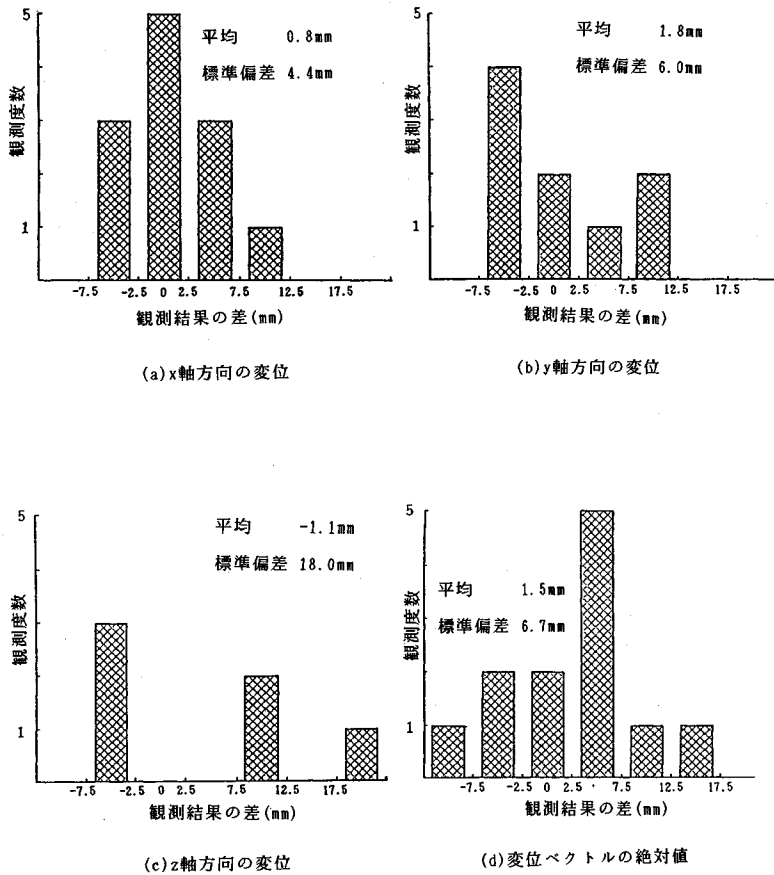 5
1
観測度数
平均 0.8mm
標準偏差 4.4mm
-7.5 -2.5 0 2.5 7.5 12.5 17.5
観測結果の差(mm)
(a)x軸方向の変位
5
1
観測度数
平均 1.8mm
標準偏差 6.0mm
-7.5 -2.5 0 2.5 7.5 12.5 17.5
観測結果の差(mm)
(b)y軸方向の変位
5
1
観測度数
平均 -1.1mm
標準偏差 18.0mm
-7.5 -2.5 0 2.5 7.5 12.5 17.5
観測結果の差(mm)
(c)z軸方向の変位
5
1
観測度数
平均 1.5mm
標準偏差 6.7mm
-7.5 -2.5 0 2.5 7.5 12.5 17.5
観測結果の差(mm)
(d)変位ベクトルの絶対値